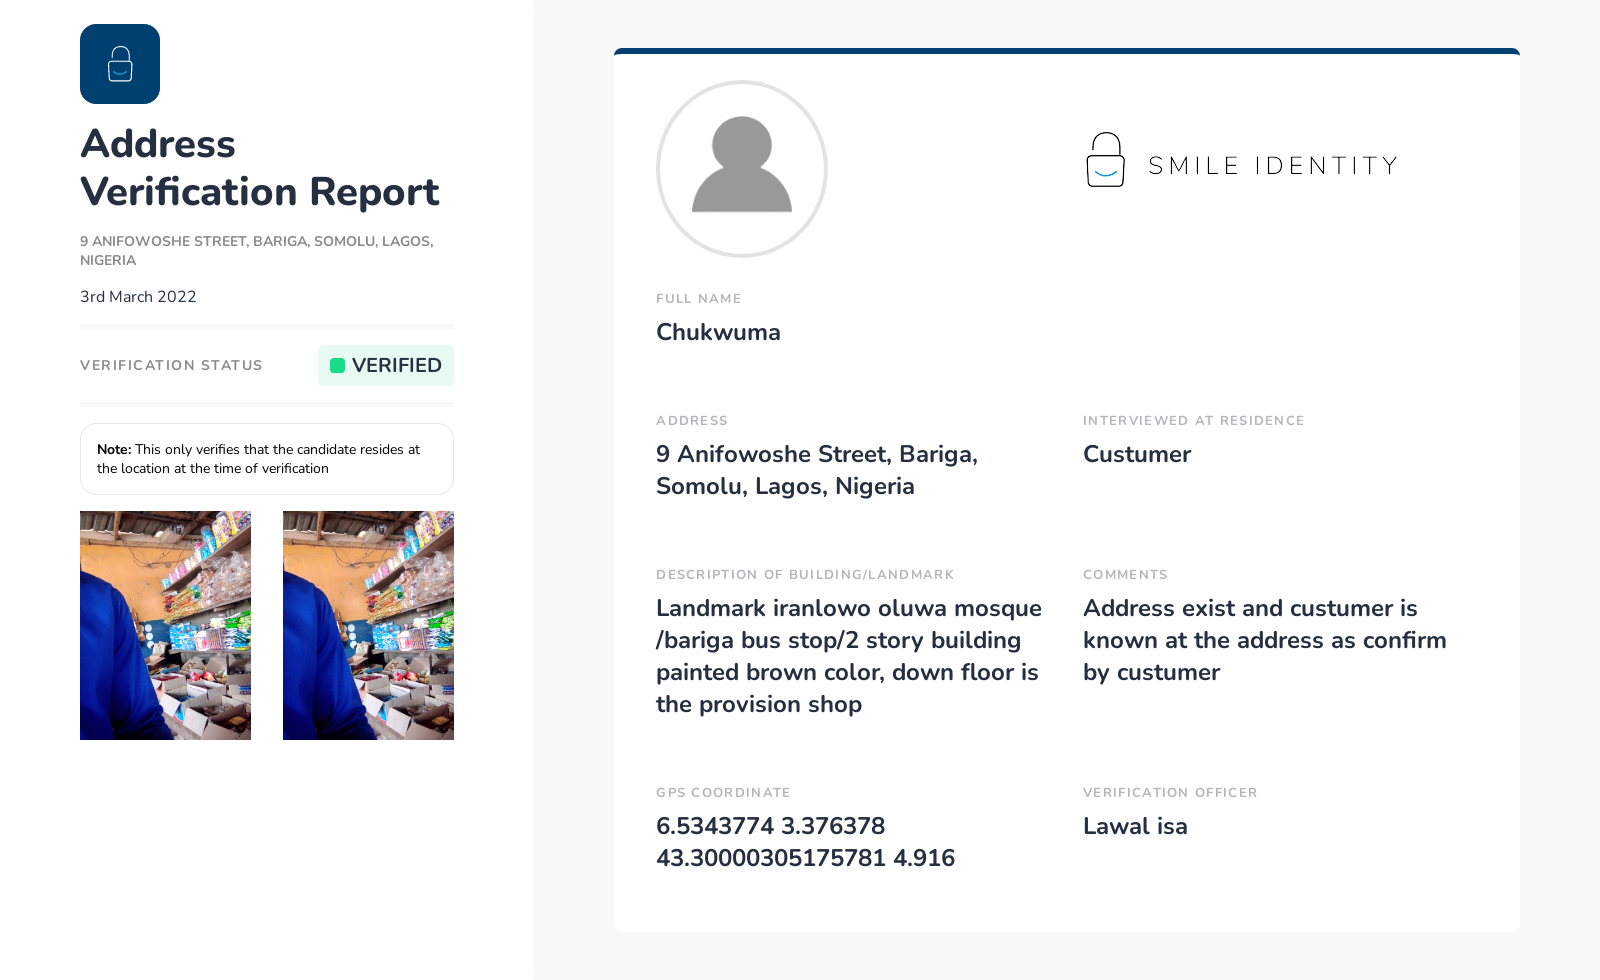 Address
Verification Report
9 ANIFOWOSHE STREET, BARIGA, SOMOLU, LAGOS,
NIGERIA
3rd March 2022
VERIFICATION STATUS
VERIFIED
Note: This only verifies that the candidate resides at
the location at the time of verification
SMILE IDENTITY
FULL NAME
Chukwuma
ADDRESS
9 Anifowoshe Street, Bariga,
Somolu, Lagos, Nigeria
INTERVIEWED AT RESIDENCE
Custumer
DESCRIPTION OF BUILDING/LANDMARK
Landmark iranlowo oluwa mosque
/bariga bus stop/2 story building
painted brown color, down floor is
the provision shop
COMMENTS
Address exist and custumer is
known at the address as confirm
by custumer
GPS COORDINATE
6.5343774 3.376378
43.30000305175781 4.916
VERIFICATION OFFICER
Lawal isa